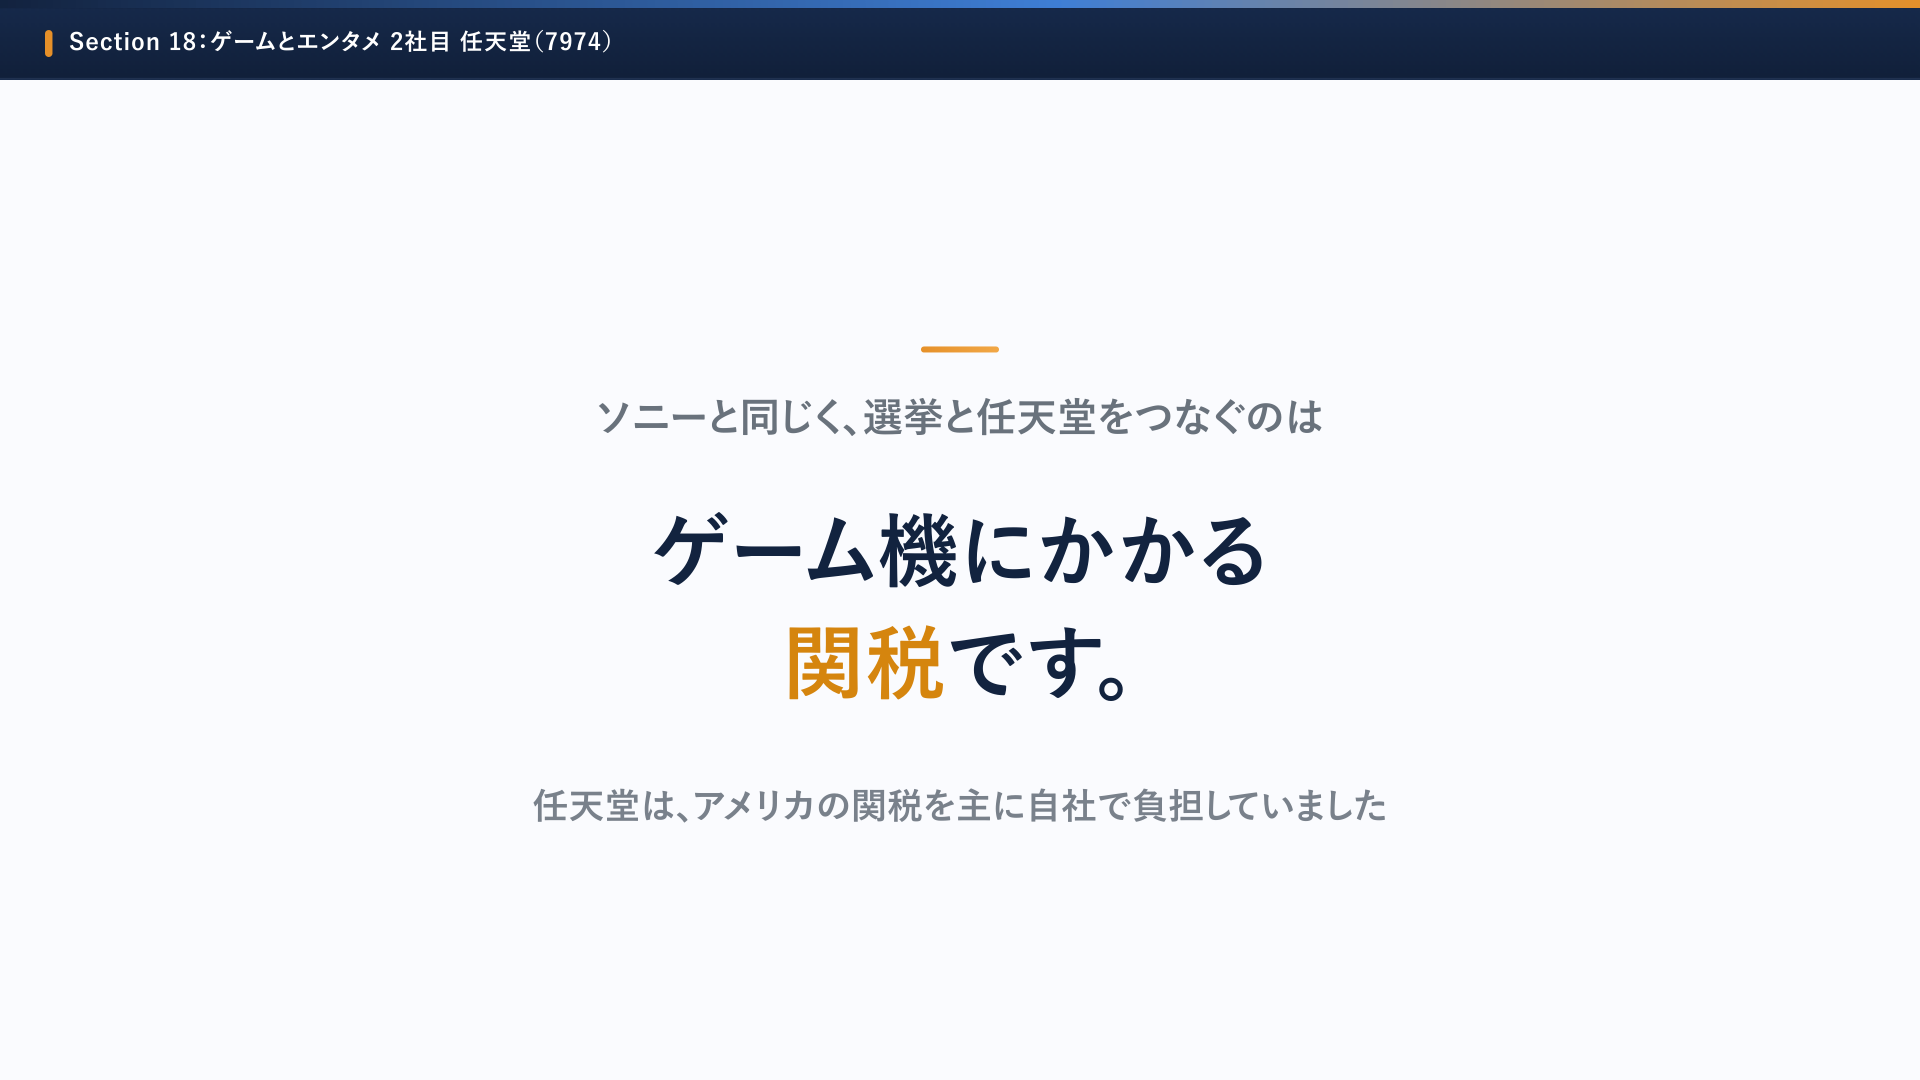 Section 18：ゲームとエンタメ 2社目 任天堂（7974）
ソニーと同じく、選挙と任天堂をつなぐのは
ゲーム機にかかる
関税です。
任天堂は、アメリカの関税を主に自社で負担していました